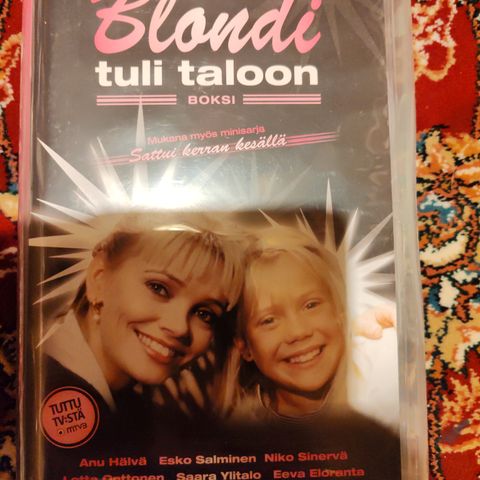 Blondi
tuli taloon
BOKSI
Mukana myös minisarja
Sattui kerran kesällä
TUTTU
TV:STÄ
mtv3
Anu Hälvä Esko Salminen Niko Sinervä
Saara Ylitalo Eeva Eloranta